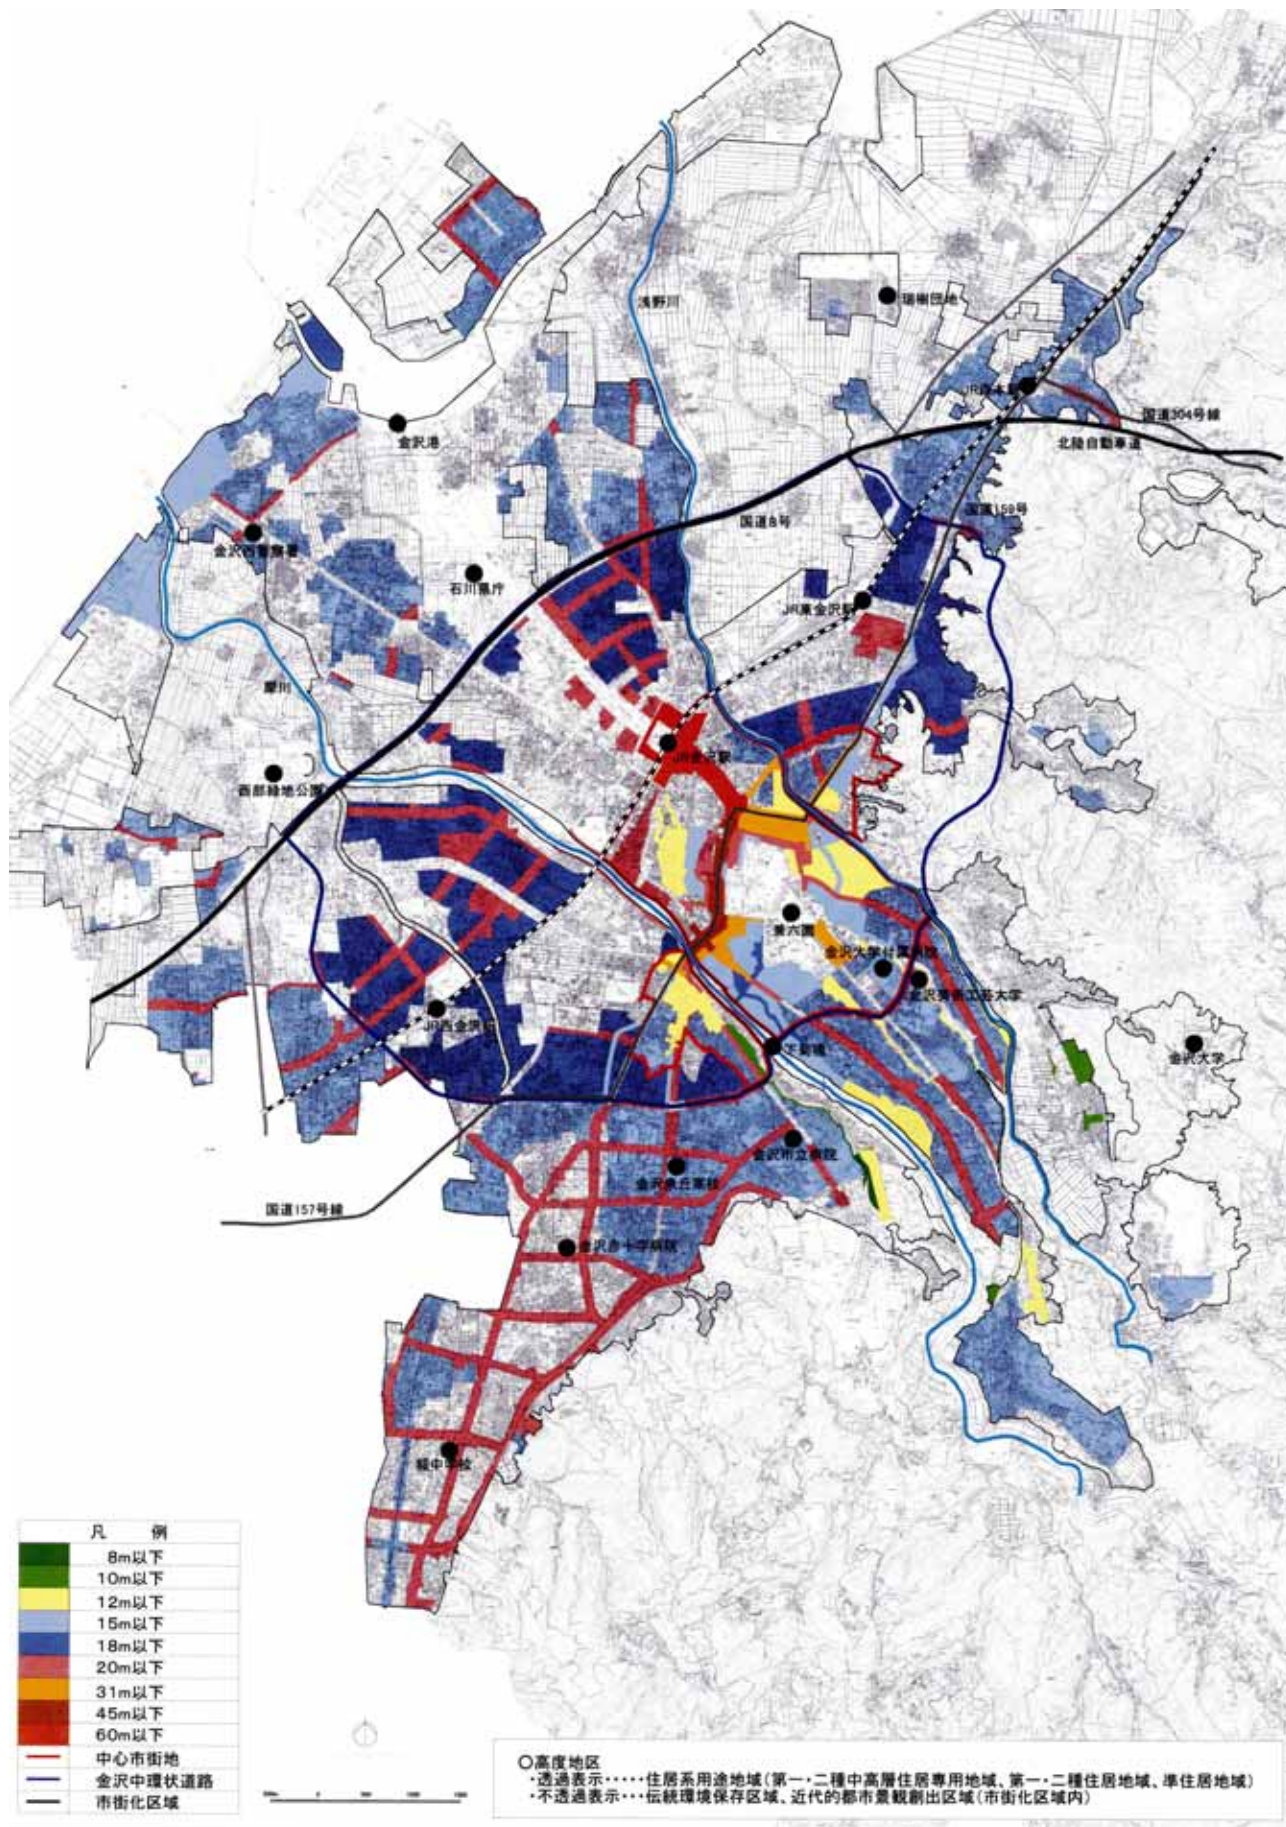 浅野川
瑞樹団地
国道304号線
北陸自動車道
金沢港
国道8号
国道159号
金沢西警察署
石川県庁
JR東金沢駅
犀川
JR金沢駅
西部緑地公園
兼六園
金沢大学付属病院
金沢美術工芸大学
JR西金沢駅
下菊橋
金沢大学
金沢市立病院
金沢泉丘高校
国道157号線
金沢赤十字病院
凡 例
8m以下
10m以下
12m以下
15m以下
18m以下
20m以下
31m以下
45m以下
60m以下
中心市街地
金沢中環状道路
市街化区域
0
500
1000
1500
○高度地区
・透過表示・・・・・住居系用途地域(第一・二種中高層住居専用地域、第一・二種住居地域、準住居地域)
・不透過表示・・・伝統環境保存区域、近代的都市景観創出区域(市街化区域内)